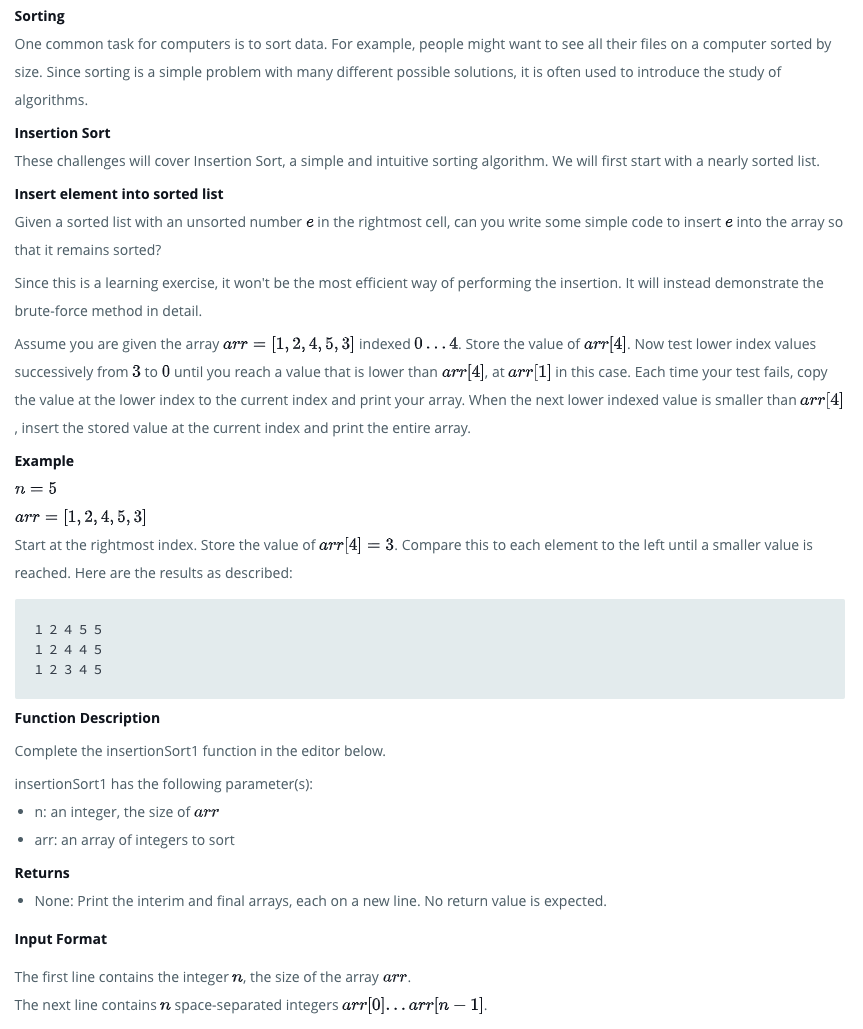 Sorting
One common task for computers is to sort data. For example, people might want to see all their files on a computer sorted by
size. Since sorting is a simple problem with many different possible solutions, it is often used to introduce the study of
algorithms.
Insertion Sort
These challenges will cover Insertion Sort, a simple and intuitive sorting algorithm. We will first start with a nearly sorted list.
Insert element into sorted list
Given a sorted list with an unsorted number e in the rightmost cell, can you write some simple code to insert e into the array so
that it remains sorted?
Since this is a learning exercise, it won't be the most efficient way of performing the insertion. It will instead demonstrate the
brute-force method in detail.
Assume you are given the array arr = [1, 2, 4, 5, 3] indexed 0 . . . 4. Store the value of arr[4]. Now test lower index values
successively from 3 to 0 until you reach a value that is lower than arr[4], at arr[1] in this case. Each time your test fails, copy
the value at the lower index to the current index and print your array. When the next lower indexed value is smaller than arr[4]
, insert the stored value at the current index and print the entire array.
Example
n = 5
arr = [1, 2, 4, 5, 3]
Start at the rightmost index. Store the value of arr[4] = 3. Compare this to each element to the left until a smaller value is
reached. Here are the results as described:
1 2 4 5 5
1 2 4 4 5
1 2 3 4 5
Function Description
Complete the insertionSort1 function in the editor below.
insertionSort1 has the following parameter(s):
• n: an integer, the size of arr
• arr: an array of integers to sort
Returns
• None: Print the interim and final arrays, each on a new line. No return value is expected.
Input Format
The first line contains the integer n, the size of the array arr.
The next line contains n space-separated integers arr[0]. . . arr[n − 1].